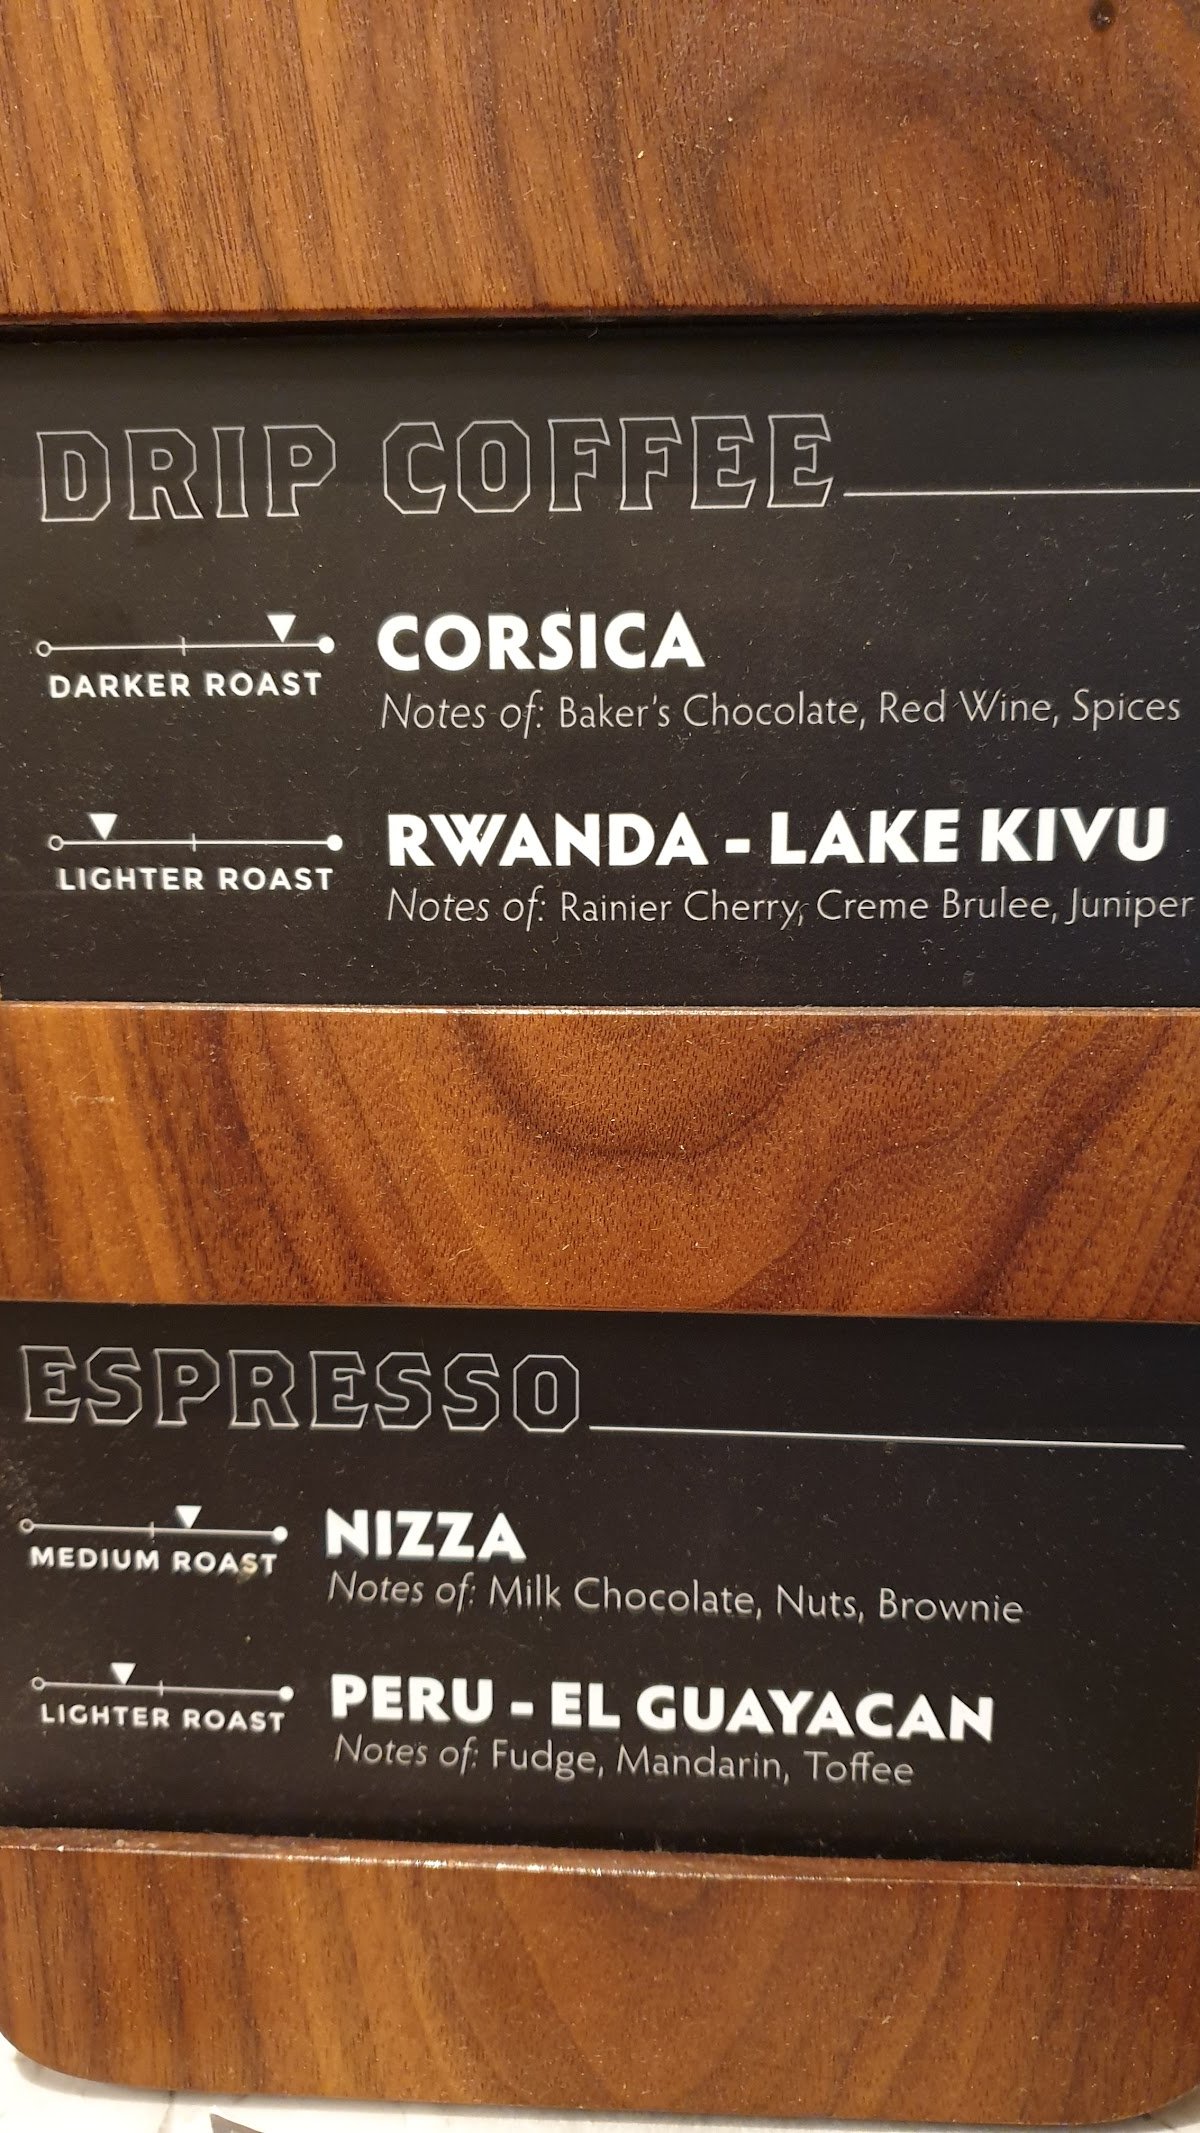 DRIP COFFEE
DARKER ROAST
CORSICA
Notes of: Baker's Chocolate, Red Wine, Spices
LIGHTER ROAST
RWANDA - LAKE KIVU
Notes of: Rainier Cherry, Creme Brulee, Juniper
ESPRESSO
MEDIUM ROAST
NIZZA
Notes of: Milk Chocolate, Nuts, Brownie
LIGHTER ROAST
PERU - EL GUAYACAN
Notes of: Fudge, Mandarin, Toffee